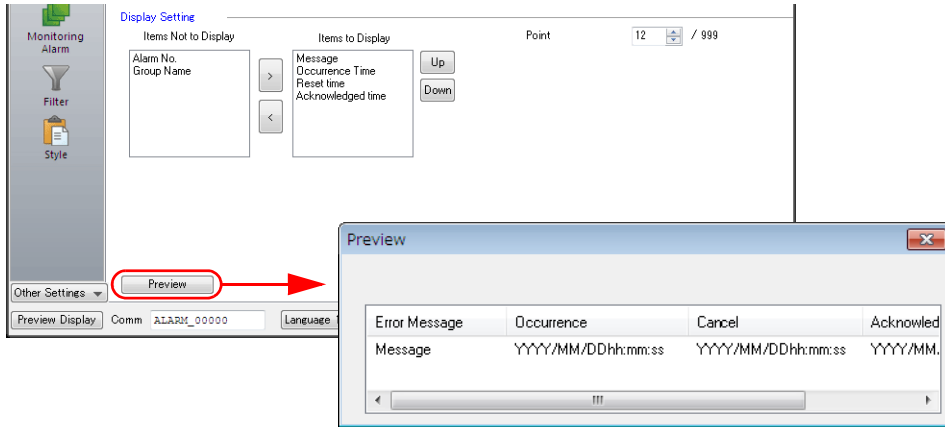 Display Setting
Monitoring
Alarm
Filter
Style
Items Not to Display
Alarm No.
Group Name
>
<
Items to Display
Message
Occurrence Time
Reset time
Acknowledged time
Up
Down
Point 12 / 999
Other Settings
Preview
Preview Display Comm ALARM_00000 Language
Preview
Error Message Occurrence Cancel Acknowled
Message YYYY/MM/DDhh:mm:ss YYYY/MM/DDhh:mm:ss YYYY/MM.